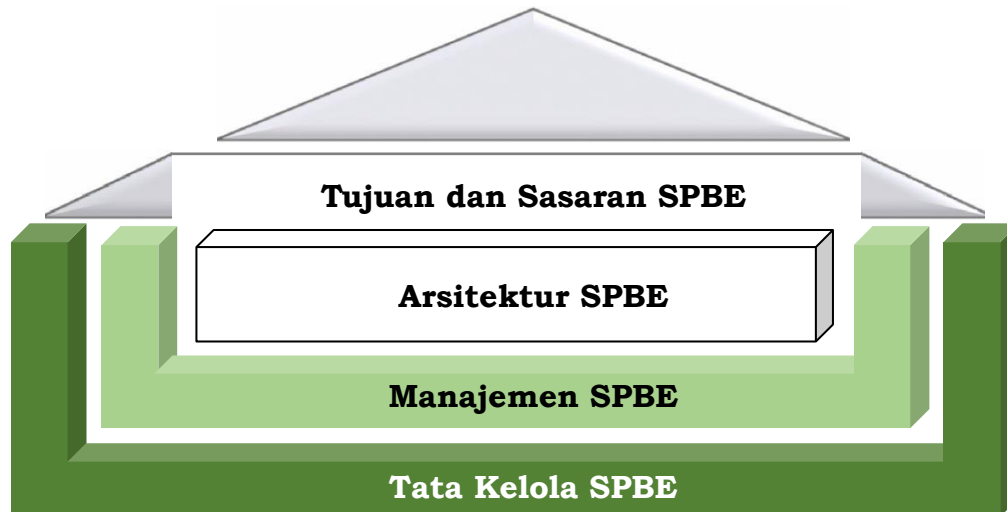 Tujuan dan Sasaran SPBE
Arsitektur SPBE
Manajemen SPBE
Tata Kelola SPBE